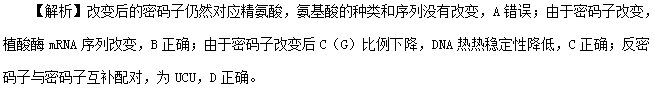 【解析】改变后的密码子仍然对应精氨酸，氨基酸的种类和序列没有改变，A 错误；由于密码子改变，
植酸酶 mRNA 序列改变，B 正确；由于密码子改变后 C（G）比例下降，DNA 热热稳定性降低，C 正确；反密
码子与密码子互补配对，为 UCU，D 正确。